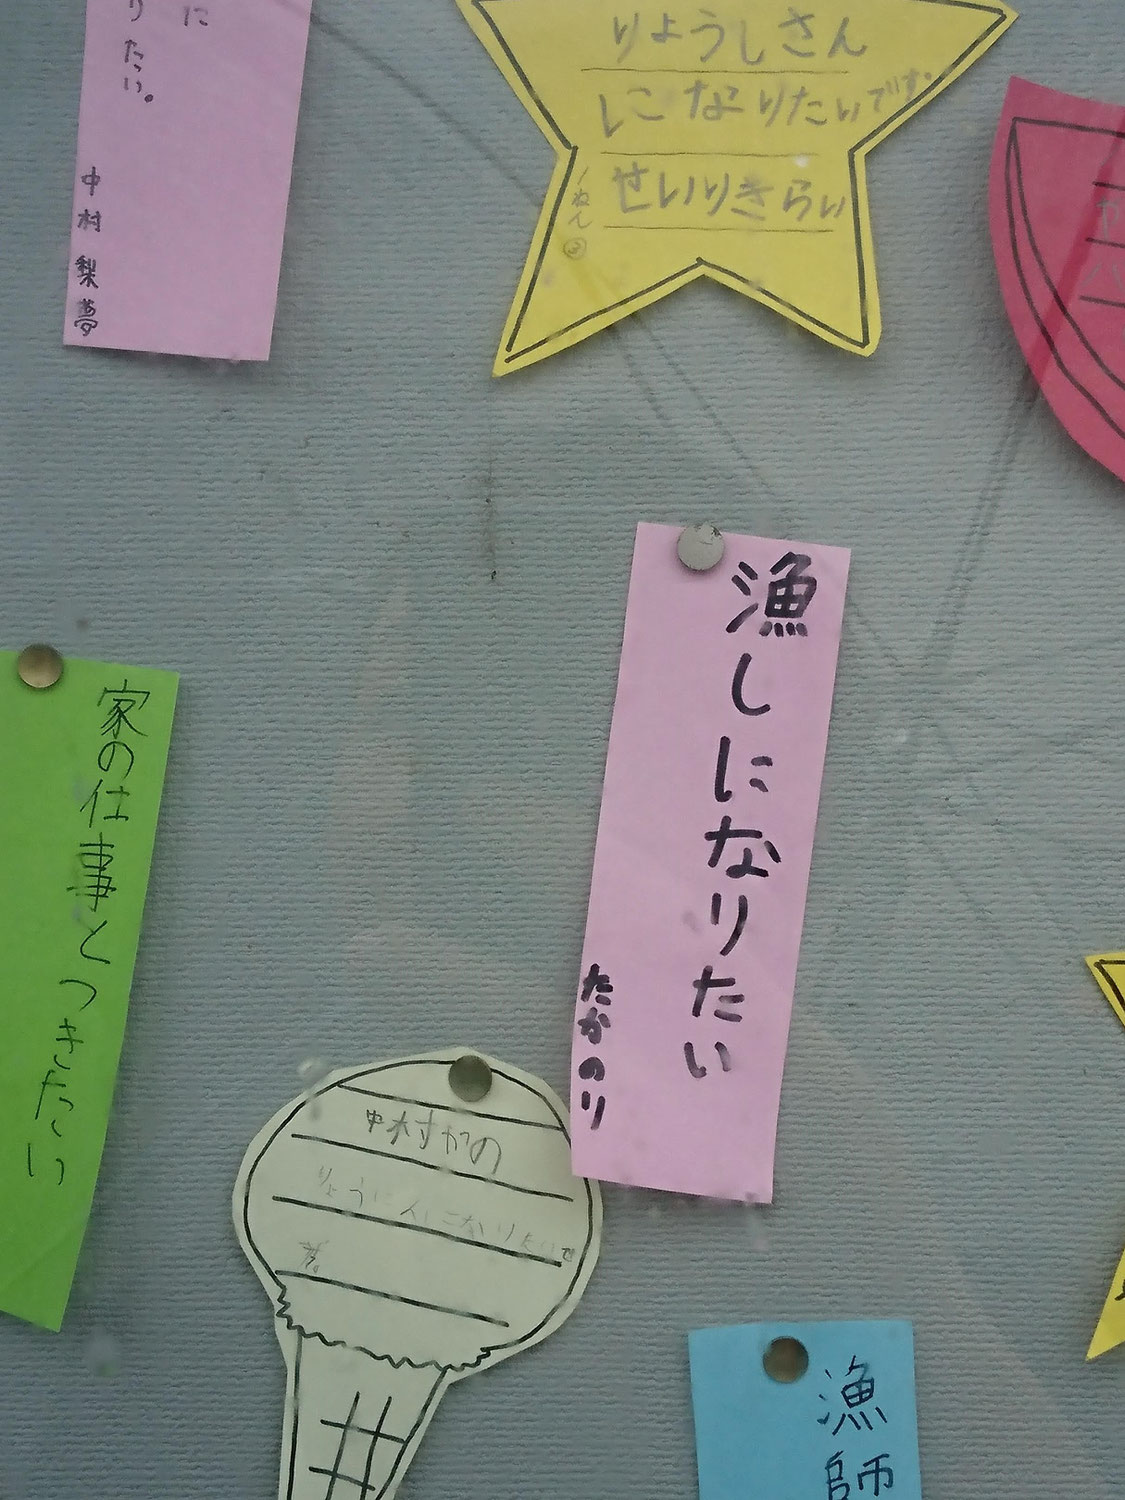 に
りたい。
中村梨夢
りょうしさん
になりたいです。
せいりきらい
1ねん
漁しになりたい
たかのり
家の仕事とつきたい
中村かの
漁師